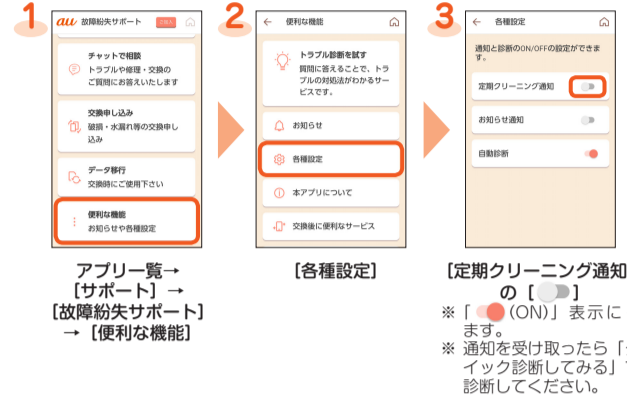 1
au 故障紛失サポート
チャットで相談
トラブルや修理・交換の
ご質問にお答えいたします
交換申し込み
破損・水漏れ等の交換申し
込み
データ移行
交換時にご使用下さい
便利な機能
お知らせや各種設定
アプリ一覧→
[サポート] →
[故障紛失サポート]
→ [便利な機能]
2
← 便利な機能
トラブル診断を試す
質問に答えることで、トラ
ブルの対処法がわかるサー
ビスです。
お知らせ
各種設定
本アプリについて
交換後に便利なサービス
[各種設定]
3
← 各種設定
通知と診断のON/OFFの設定ができま
す。
定期クリーニング通知
お知らせ通知
自動診断
[定期クリーニング通知
の []
※「(ON)」表示に
ます。
※ 通知を受け取ったら「
イック診断してみる」
診断してください。